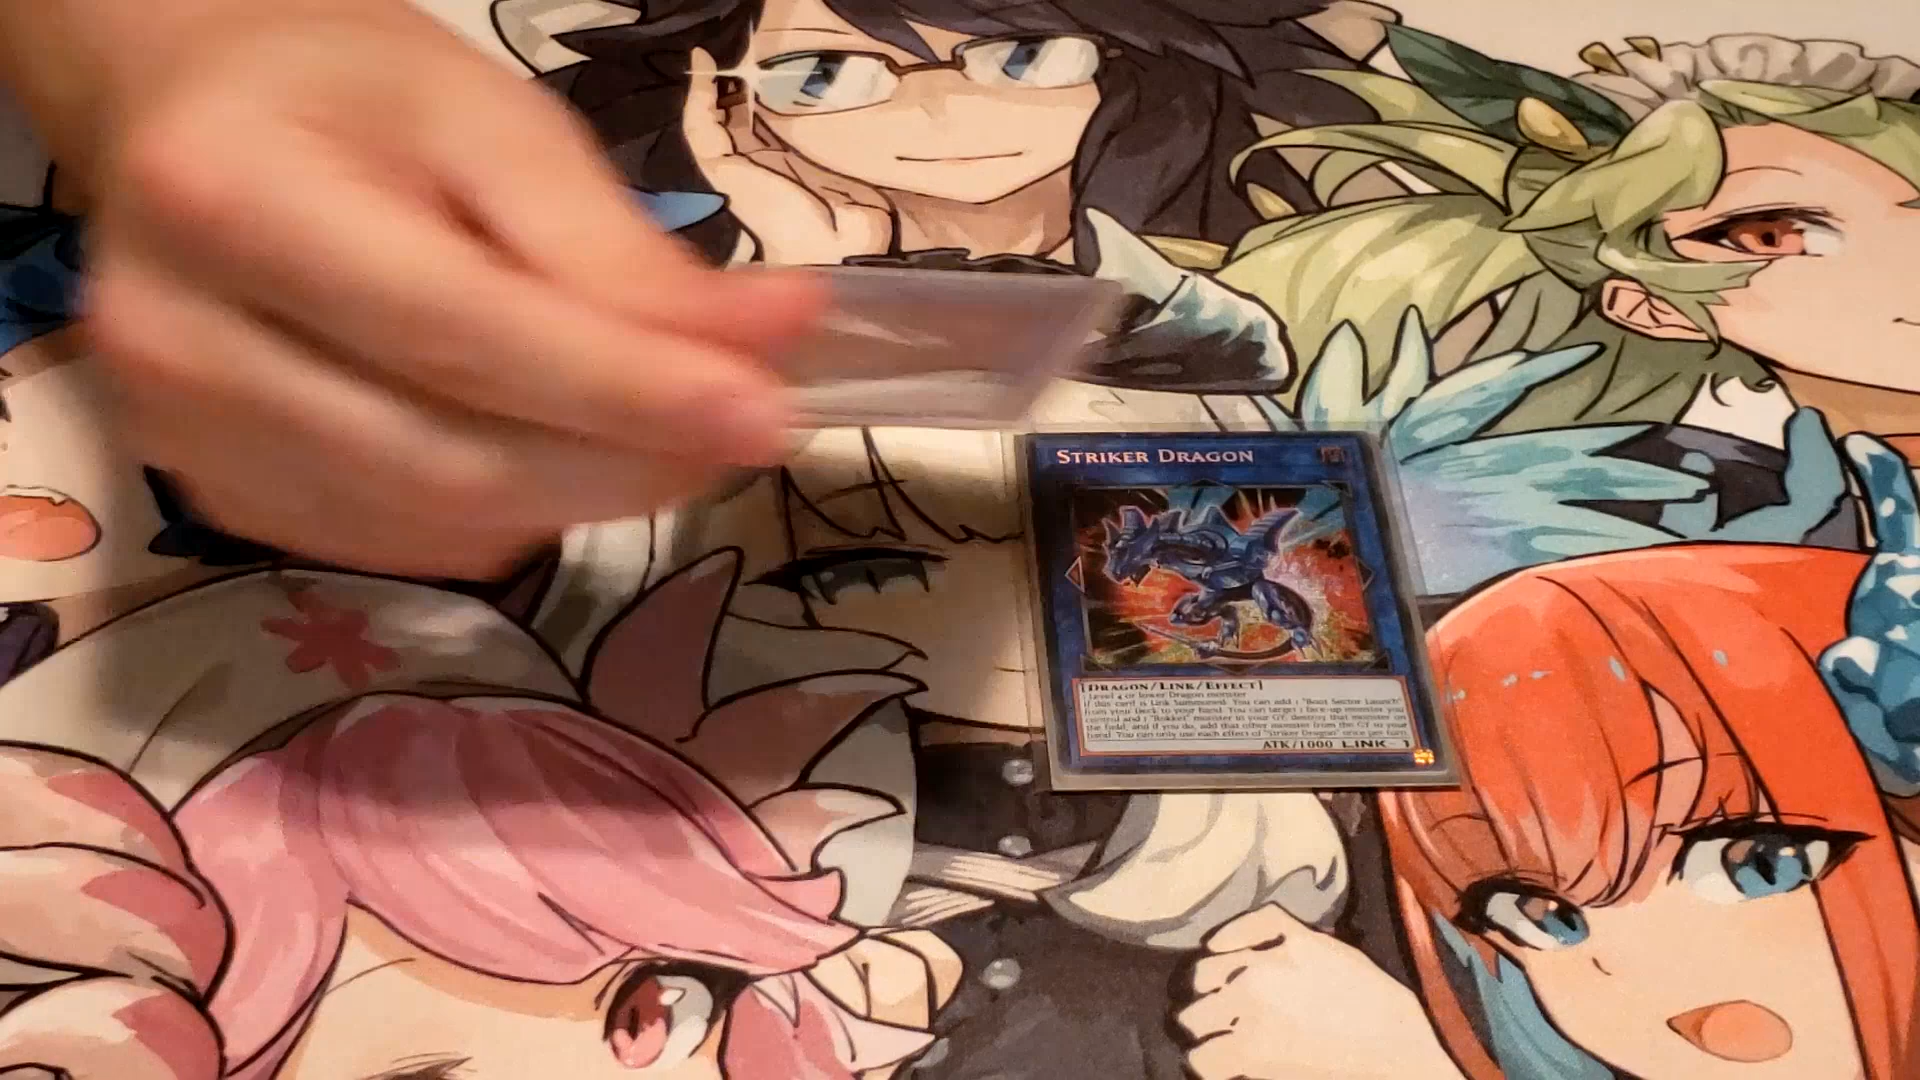 STRIKER DRAGON
[DRAGON/LINK/EFFECT]
1 Level 4 or lower Dragon monster
If this card is Link Summoned: You can add 1 "Boot Sector Launch"
from your Deck to your hand. You can target 1 face-up monster you
control and 1 "Rokket" monster in your GY; destroy that monster on
the field, and if you do, add that other monster from the GY to your
hand. You can only use each effect of "Striker Dragon" once per turn.
ATK/1000 LINK-1